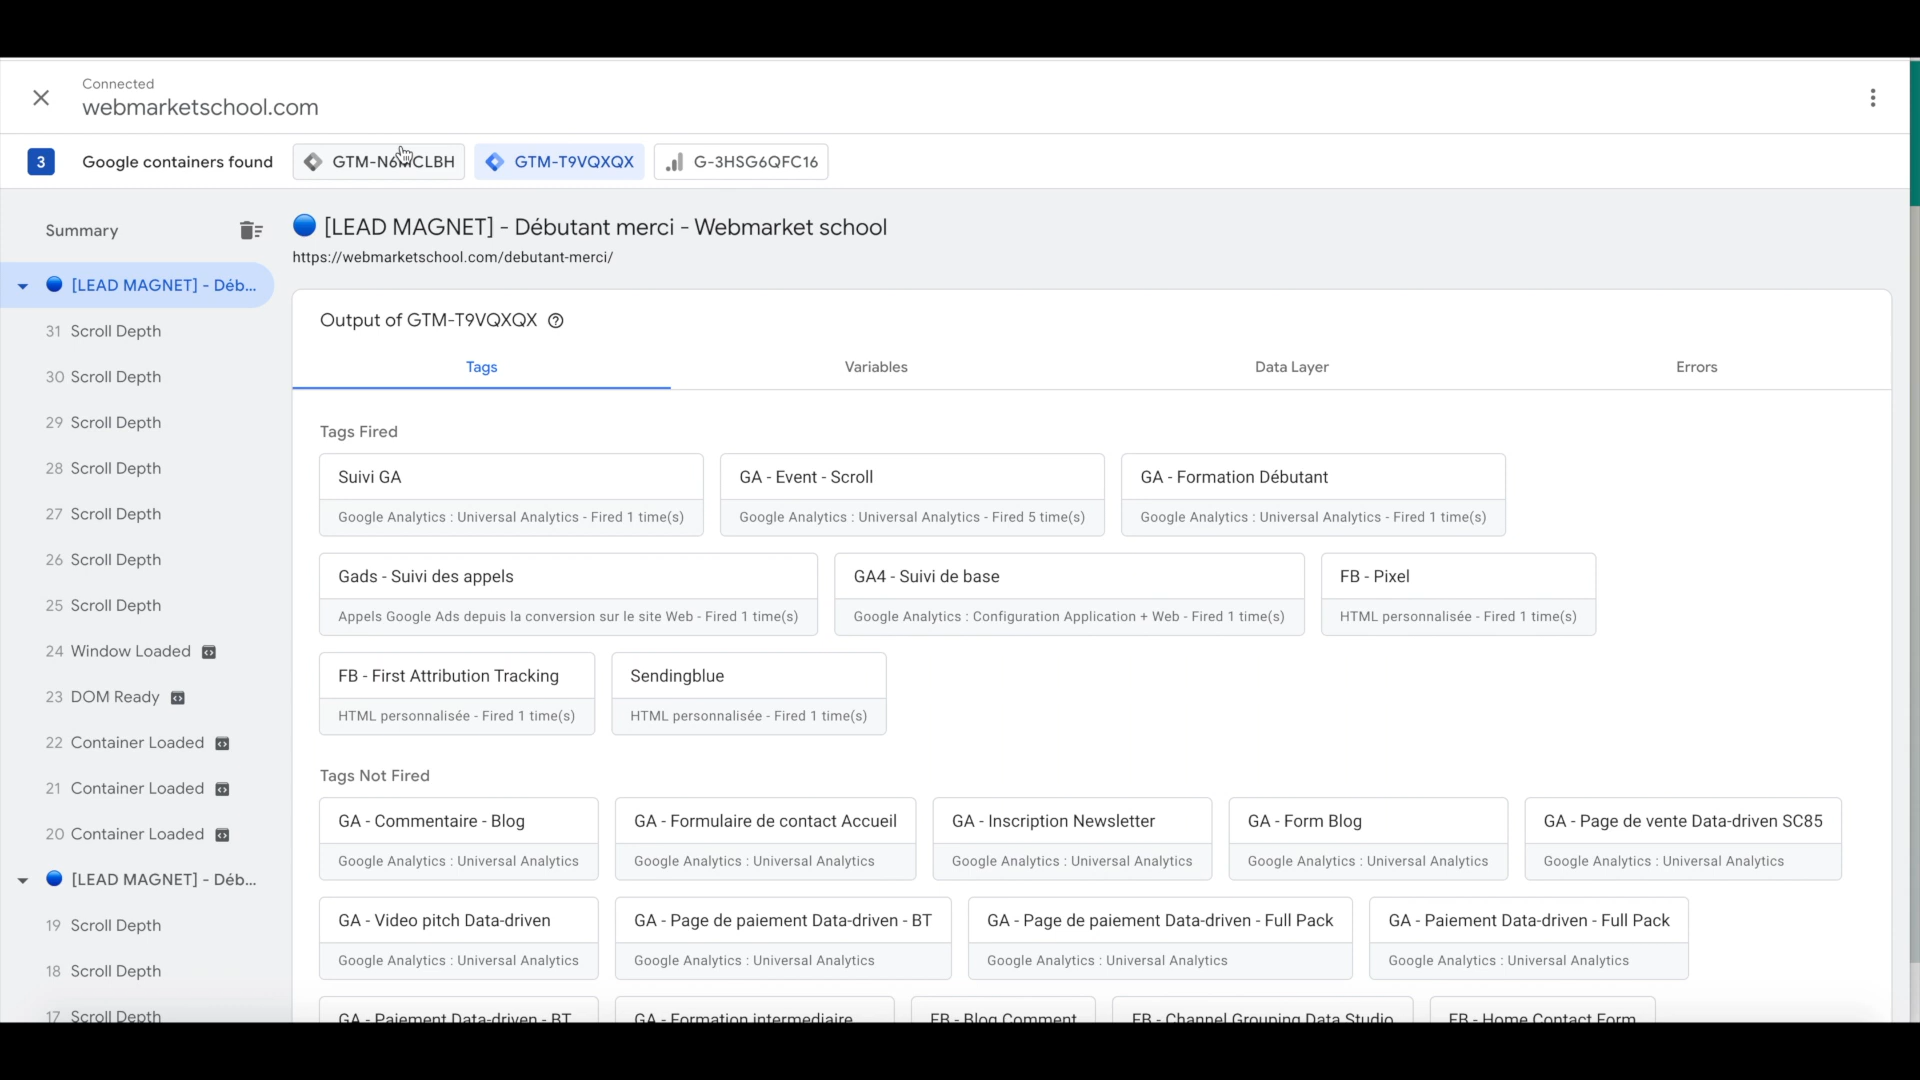 Connected
webmarketschool.com
3 Google containers found GTM-N6MCLBH GTM-T9VQXQX G-3HSG6QFC16
Summary
[LEAD MAGNET] - Déb...
31 Scroll Depth
30 Scroll Depth
29 Scroll Depth
28 Scroll Depth
27 Scroll Depth
26 Scroll Depth
25 Scroll Depth
24 Window Loaded
23 DOM Ready
22 Container Loaded
21 Container Loaded
20 Container Loaded
[LEAD MAGNET] - Déb...
19 Scroll Depth
18 Scroll Depth
17 Scroll Depth
[LEAD MAGNET] - Débutant merci - Webmarket school
https://webmarketschool.com/debutant-merci/
Output of GTM-T9VQXQX
Tags Variables Data Layer Errors
Tags Fired
Suivi GA
Google Analytics : Universal Analytics - Fired 1 time(s)
GA - Event - Scroll
Google Analytics : Universal Analytics - Fired 5 time(s)
GA - Formation Débutant
Google Analytics : Universal Analytics - Fired 1 time(s)
Gads - Suivi des appels
Appels Google Ads depuis la conversion sur le site Web - Fired 1 time(s)
GA4 - Suivi de base
Google Analytics : Configuration Application + Web - Fired 1 time(s)
FB - Pixel
HTML personnalisée - Fired 1 time(s)
FB - First Attribution Tracking
HTML personnalisée - Fired 1 time(s)
Sendingblue
HTML personnalisée - Fired 1 time(s)
Tags Not Fired
GA - Commentaire - Blog
Google Analytics : Universal Analytics
GA - Formulaire de contact Accueil
Google Analytics : Universal Analytics
GA - Inscription Newsletter
Google Analytics : Universal Analytics
GA - Form Blog
Google Analytics : Universal Analytics
GA - Page de vente Data-driven SC85
Google Analytics : Universal Analytics
GA - Video pitch Data-driven
Google Analytics : Universal Analytics
GA - Page de paiement Data-driven - BT
Google Analytics : Universal Analytics
GA - Page de paiement Data-driven - Full Pack
Google Analytics : Universal Analytics
GA - Paiement Data-driven - Full Pack
Google Analytics : Universal Analytics
GA - Paiement Data-driven - BT
GA - Formation intermediaire
FB - Blog Comment
FB - Channel Grouping Data Studio
FB - Home Contact Form